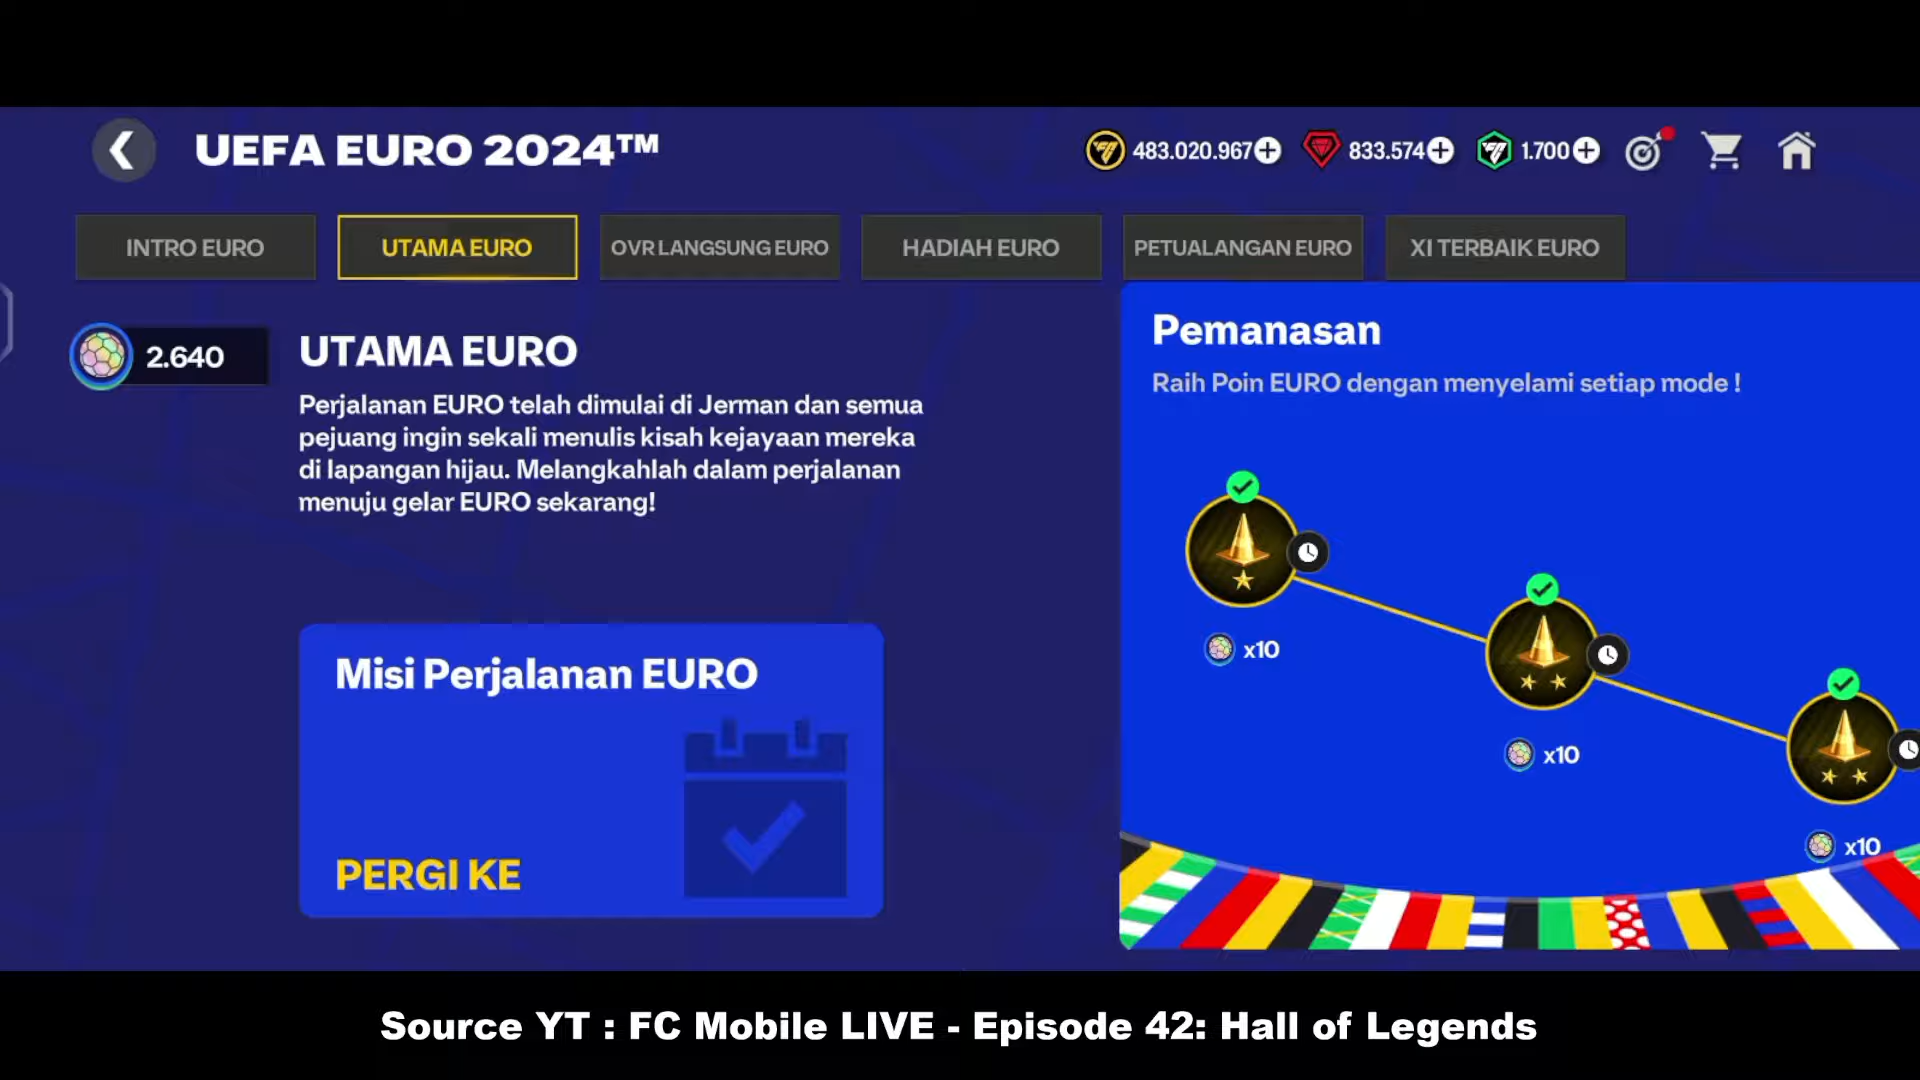 UEFA EURO 2024™
483.020.967
833.574
1.700
INTRO EURO
UTAMA EURO
OVR LANGSUNG EURO
HADIAH EURO
PETUALANGAN EURO
XI TERBAIK EURO
2.640
UTAMA EURO
Perjalanan EURO telah dimulai di Jerman dan semua
pejuang ingin sekali menulis kisah kejayaan mereka
di lapangan hijau. Melangkahlah dalam perjalanan
menuju gelar EURO sekarang!
Misi Perjalanan EURO
PERGI KE
Pemanasan
Raih Poin EURO dengan menyelami setiap mode !
x10
x10
x10
Source YT : FC Mobile LIVE - Episode 42: Hall of Legends